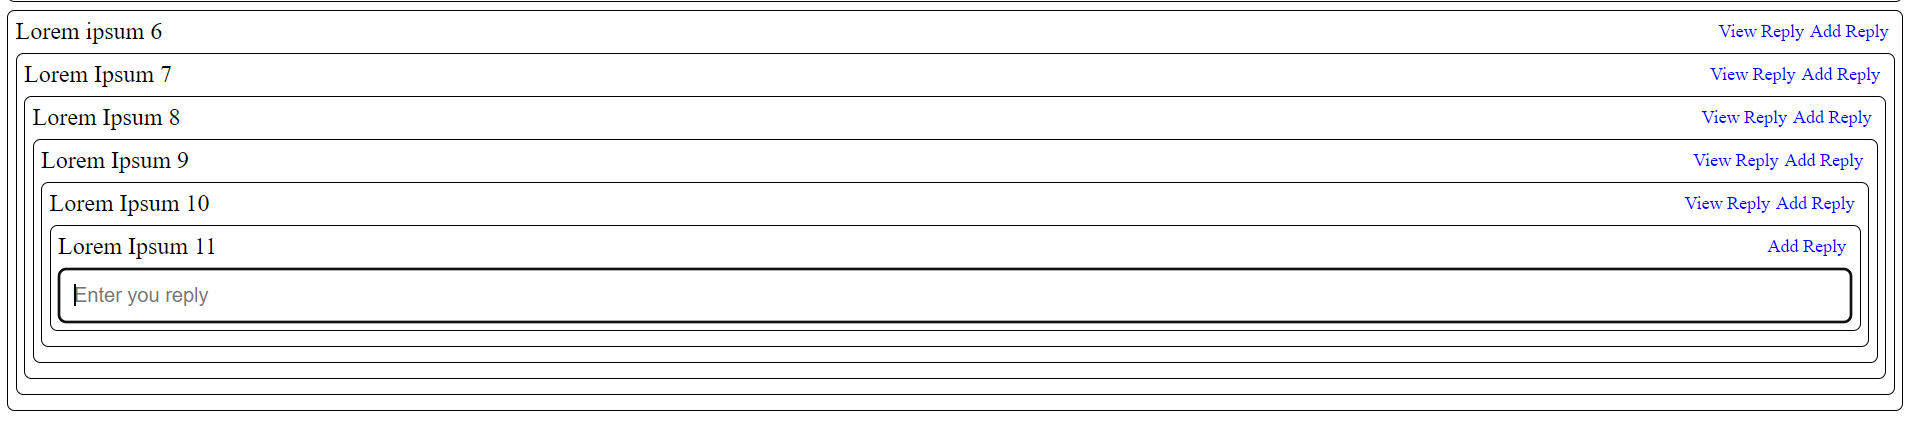 Lorem ipsum 6 View Reply Add Reply
Lorem Ipsum 7 View Reply Add Reply
Lorem Ipsum 8 View Reply Add Reply
Lorem Ipsum 9 View Reply Add Reply
Lorem Ipsum 10 View Reply Add Reply
Lorem Ipsum 11 Add Reply
Enter you reply